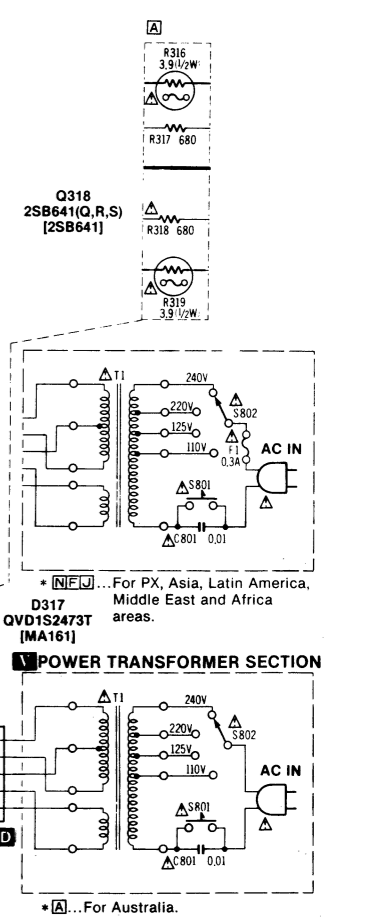 A
R316
3.9(1/2W)
R317 680
Q318
2SB641(Q,R,S)
[2SB641]
R318 680
R319
3.9(1/2W)
T1
240V
220V
125V
110V
S802
F1
0.3A
AC IN
S801
C801 0.01
* N F J ...For PX, Asia, Latin America,
Middle East and Africa
areas.
D317
QVD1S2473T
[MA161]
V POWER TRANSFORMER SECTION
T1
240V
220V
125V
110V
S802
AC IN
S801
C801 0.01
D
* A ...For Australia.